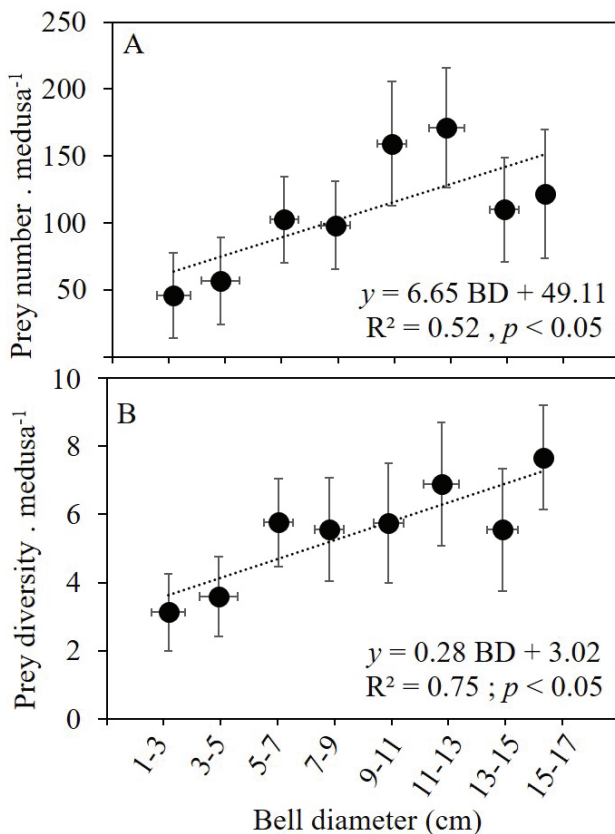 A
250
200
150
100
50
Prey number . medusa⁻¹
y = 6.65 BD + 49.11
R² = 0.52 , p < 0.05
B
10
8
6
4
2
0
Prey diversity . medusa⁻¹
y = 0.28 BD + 3.02
R² = 0.75 ; p < 0.05
1-3
3-5
5-7
7-9
9-11
11-13
13-15
15-17
Bell diameter (cm)